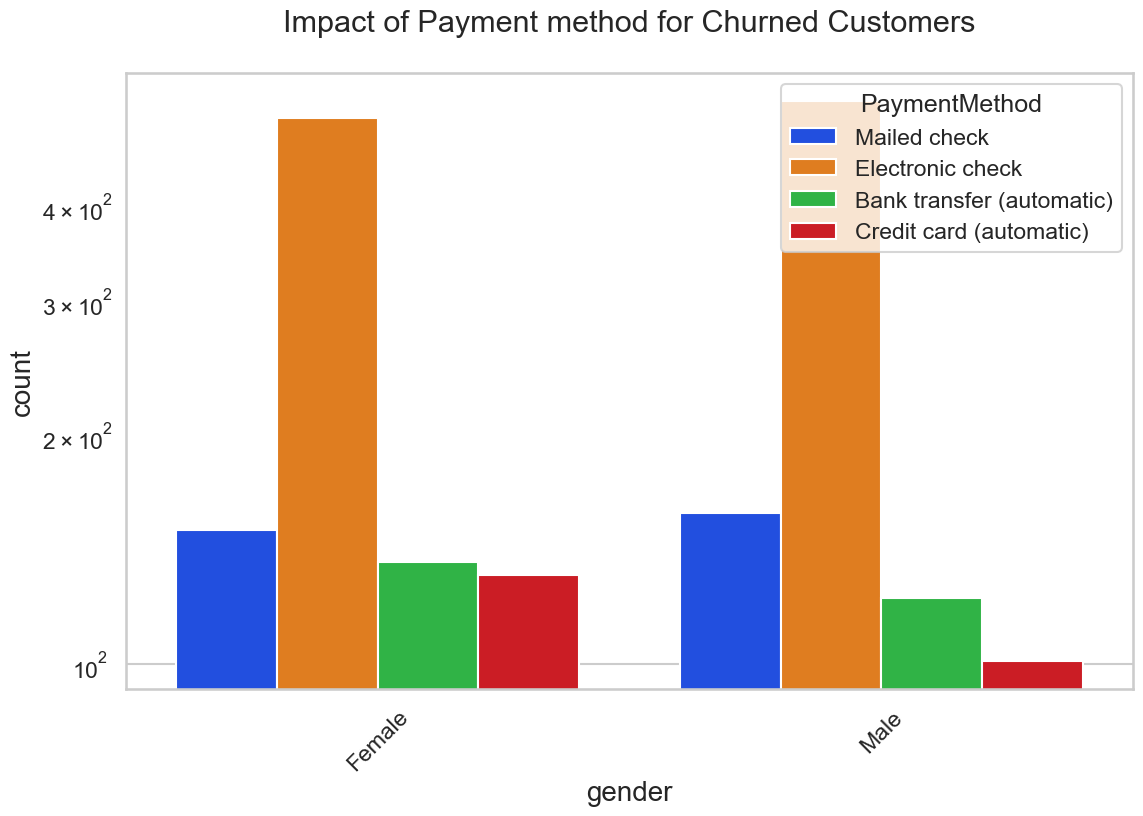 Impact of Payment method for Churned Customers
PaymentMethod
Mailed check
Electronic check
Bank transfer (automatic)
Credit card (automatic)
4 × 10²
3 × 10²
2 × 10²
10²
count
Female
Male
gender